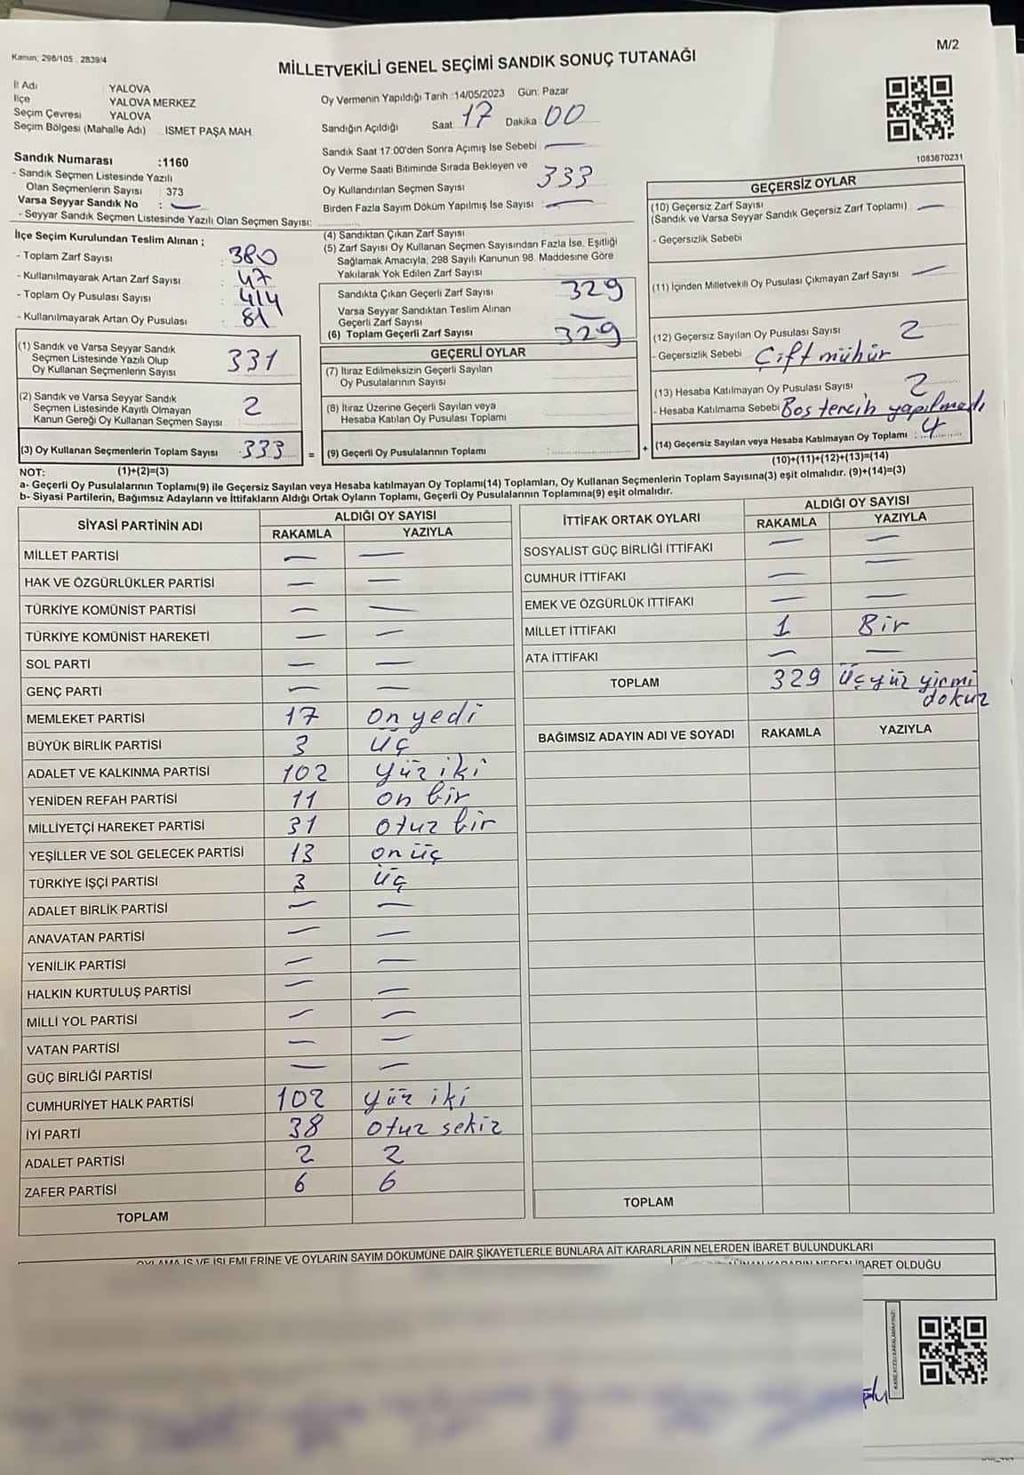 Kanun; 298/105 : 2839/4
M/2
MİLLETVEKİLİ GENEL SEÇİMİ SANDIK SONUÇ TUTANAĞI
İl Adı YALOVA
İlçe YALOVA MERKEZ
Seçim Çevresi YALOVA
Seçim Bölgesi (Mahalle Adı) İSMET PAŞA MAH.
Sandık Numarası :1160
- Sandık Seçmen Listesinde Yazılı
Olan Seçmenlerin Sayısı : 373
Varsa Seyyar Sandık No : —
- Seyyar Sandık Seçmen Listesinde Yazılı Olan Seçmen Sayısı:
Oy Vermenin Yapıldığı Tarih :14/05/2023 Gün: Pazar
Sandığın Açıldığı Saat 17 Dakika 00
Sandık Saat 17:00'den Sonra Açımış İse Sebebi : —
Oy Verme Saati Bitiminde Sırada Bekleyen ve
Oy Kullandırılan Seçmen Sayısı 333
Birden Fazla Sayım Döküm Yapılmış İse Sayısı : —
1083870231
İlçe Seçim Kurulundan Teslim Alınan ;
- Toplam Zarf Sayısı : 380
- Kullanılmayarak Artan Zarf Sayısı : 47
- Toplam Oy Pusulası Sayısı : 414
- Kullanılmayarak Artan Oy Pusulası : 81
(1) Sandık ve Varsa Seyyar Sandık
Seçmen Listesinde Yazılı Olup
Oy Kullanan Seçmenlerin Sayısı 331
(2) Sandık ve Varsa Seyyar Sandık
Seçmen Listesinde Kayıtlı Olmayan
Kanun Gereği Oy Kullanan Seçmen Sayısı 2
(3) Oy Kullanan Seçmenlerin Toplam Sayısı 333
(1)+(2)=(3)
(4) Sandıktan Çıkan Zarf Sayısı
(5) Zarf Sayısı Oy Kullanan Seçmen Sayısından Fazla İse, Eşitliği
Sağlamak Amacıyla, 298 Sayılı Kanunun 98. Maddesine Göre
Yakılarak Yok Edilen Zarf Sayısı
Sandıkta Çıkan Geçerli Zarf Sayısı 329
Varsa Seyyar Sandıktan Teslim Alınan
Geçerli Zarf Sayısı —
(6) Toplam Geçerli Zarf Sayısı 329
GEÇERLİ OYLAR
(7) İtiraz Edilmeksizin Geçerli Sayılan
Oy Pusulalarının Sayısı
(8) İtiraz Üzerine Geçerli Sayılan veya
Hesaba Katılan Oy Pusulası Toplamı
= (9) Geçerli Oy Pusulalarının Toplamı : +
GEÇERSİZ OYLAR
(10) Geçersiz Zarf Sayısı —
(Sandık ve Varsa Seyyar Sandık Geçersiz Zarf Toplamı)
- Geçersizlik Sebebi
(11) İçinden Milletvekili Oy Pusulası Çıkmayan Zarf Sayısı —
(12) Geçersiz Sayılan Oy Pusulası Sayısı 2
- Geçersizlik Sebebi Çift mühür
(13) Hesaba Katılmayan Oy Pusulası Sayısı 2
- Hesaba Katılmama Sebebi Boş tercih yapılmadı
(14) Geçersiz Sayılan veya Hesaba Katılmayan Oy Toplamı : 4
(10)+(11)+(12)+(13)=(14)
NOT:
a- Geçerli Oy Pusulalarının Toplamı(9) ile Geçersiz Sayılan veya Hesaba katılmayan Oy Toplamı(14) Toplamları, Oy Kullanan Seçmenlerin Toplam Sayısına(3) eşit olmalıdır. (9)+(14)=(3)
b- Siyasi Partilerin, Bağımsız Adayların ve İttifakların Aldığı Ortak Oyların Toplamı, Geçerli Oy Pusulalarının Toplamına(9) eşit olmalıdır.
SİYASİ PARTİNİN ADI ALDIĞI OY SAYISI
RAKAMLA YAZIYLA
MİLLET PARTİSİ — —
HAK VE ÖZGÜRLÜKLER PARTİSİ — —
TÜRKİYE KOMÜNİST PARTİSİ — —
TÜRKİYE KOMÜNİST HAREKETİ — —
SOL PARTİ — —
GENÇ PARTİ — —
MEMLEKET PARTİSİ 17 on yedi
BÜYÜK BİRLİK PARTİSİ 3 üç
ADALET VE KALKINMA PARTİSİ 102 yüz iki
YENİDEN REFAH PARTİSİ 11 on bir
MİLLİYETÇİ HAREKET PARTİSİ 31 otuz bir
YEŞİLLER VE SOL GELECEK PARTİSİ 13 on üç
TÜRKİYE İŞÇİ PARTİSİ 3 üç
ADALET BİRLİK PARTİSİ — —
ANAVATAN PARTİSİ — —
YENİLİK PARTİSİ — —
HALKIN KURTULUŞ PARTİSİ — —
MİLLİ YOL PARTİSİ — —
VATAN PARTİSİ — —
GÜÇ BİRLİĞİ PARTİSİ — —
CUMHURİYET HALK PARTİSİ 102 yüz iki
İYİ PARTİ 38 otuz sekiz
ADALET PARTİSİ 2 2
ZAFER PARTİSİ 6 6
TOPLAM
İTTİFAK ORTAK OYLARI ALDIĞI OY SAYISI
RAKAMLA YAZIYLA
SOSYALİST GÜÇ BİRLİĞİ İTTİFAKI — —
CUMHUR İTTİFAKI — —
EMEK VE ÖZGÜRLÜK İTTİFAKI — —
MİLLET İTTİFAKI 1 Bir
ATA İTTİFAKI — —
TOPLAM 329 Üçyüz yirmi
dokuz
BAĞIMSIZ ADAYIN ADI VE SOYADI RAKAMLA YAZIYLA
TOPLAM
OYLAMA İŞ VE İŞLEMLERİNE VE OYLARIN SAYIM DÖKÜMÜNE DAİR ŞİKAYETLERLE BUNLARA AİT KARARLARIN NELERDEN İBARET BULUNDUKLARI
KARARIN NEDEN İBARET OLDUĞU